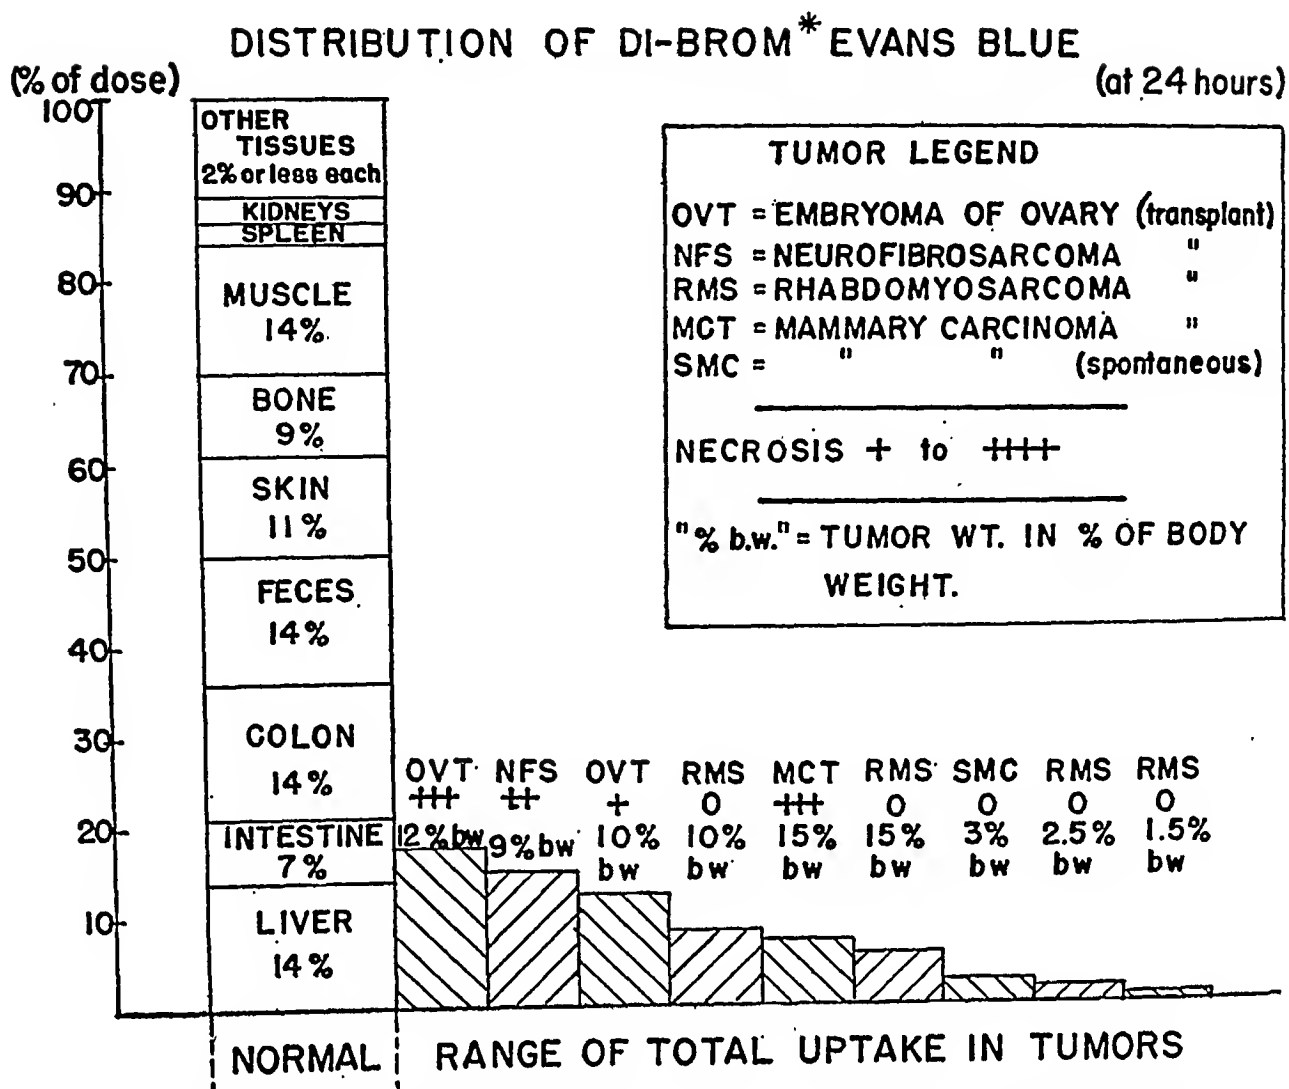 DISTRIBUTION OF DI-BROM* EVANS BLUE
(% of dose)
(at 24 hours)
100
90
80
70
60
50
40
30
20
10
OTHER
TISSUES
2% or less each
KIDNEYS
SPLEEN
MUSCLE
14%
BONE
9%
SKIN
11%
FECES
14%
COLON
14%
INTESTINE
7%
LIVER
14%
TUMOR LEGEND
OVT = EMBRYOMA OF OVARY (transplant)
NFS = NEUROFIBROSARCOMA "
RMS = RHABDOMYOSARCOMA "
MCT = MAMMARY CARCINOMA "
SMC = " " (spontaneous)
NECROSIS + to ++++
"% b.w." = TUMOR WT. IN % OF BODY
WEIGHT.
OVT NFS OVT RMS MCT RMS SMC RMS RMS
+++ ++ + O +++ O O O O
12% bw 9% bw 10% 10% 15% 15% 3% 2.5% 1.5%
bw bw bw bw bw bw bw
NORMAL RANGE OF TOTAL UPTAKE IN TUMORS